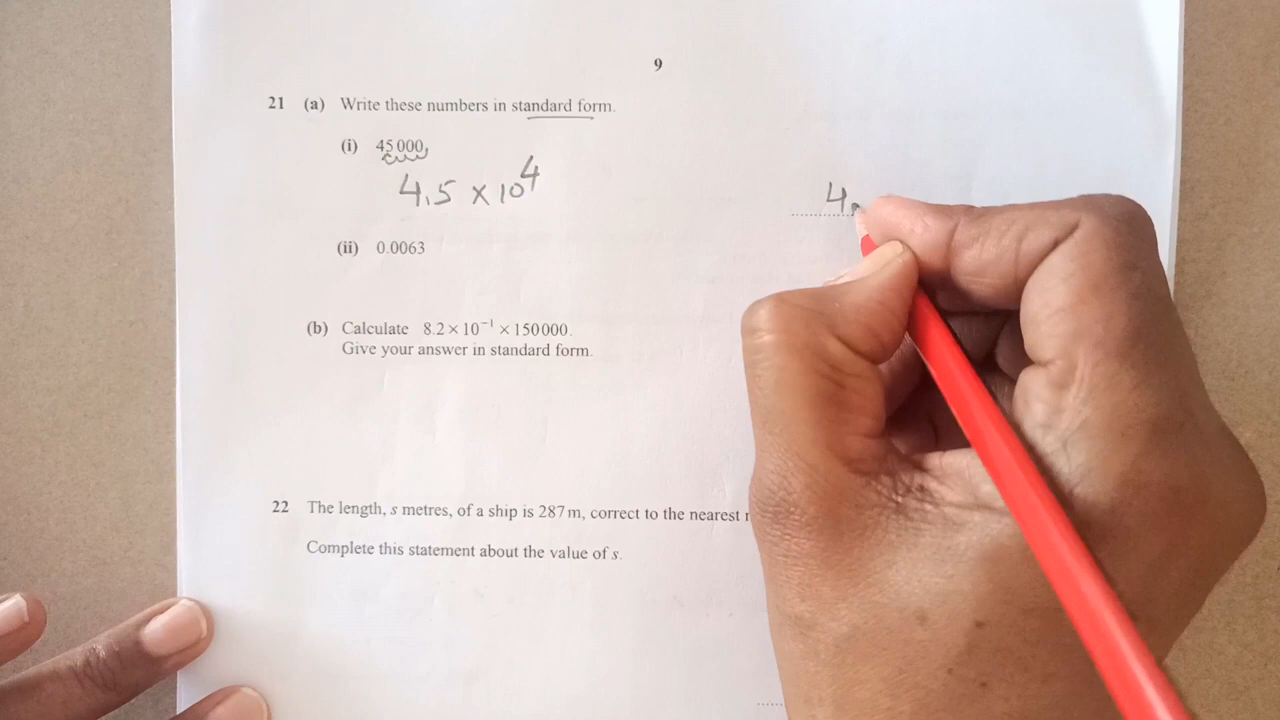 9
21 (a) Write these numbers in standard form.
(i) 45 000
4.5 × 10⁴
4.
(ii) 0.0063
(b) Calculate 8.2 × 10⁻¹ × 150 000.
Give your answer in standard form.
22 The length, s metres, of a ship is 287 m, correct to the nearest
Complete this statement about the value of s.